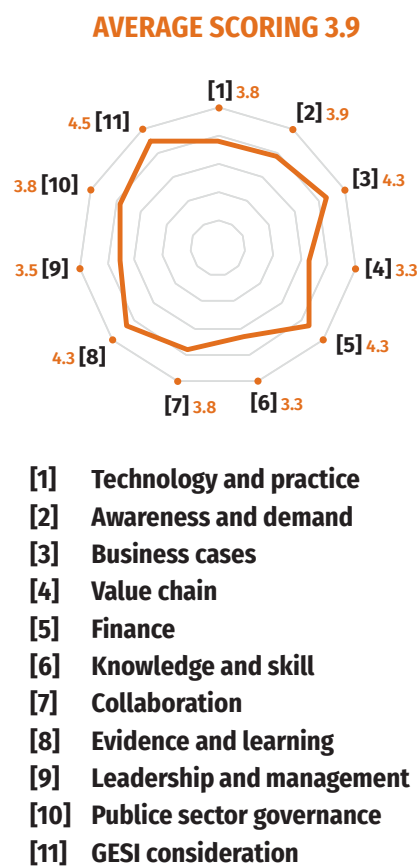 AVERAGE SCORING 3.9
[1] 3.8
4.5 [11]
[2] 3.9
3.8 [10]
[3] 4.3
3.5 [9]
[4] 3.3
4.3 [8]
[5] 4.3
[7] 3.8
[6] 3.3
[1] Technology and practice
[2] Awareness and demand
[3] Business cases
[4] Value chain
[5] Finance
[6] Knowledge and skill
[7] Collaboration
[8] Evidence and learning
[9] Leadership and management
[10] Publice sector governance
[11] GESI consideration